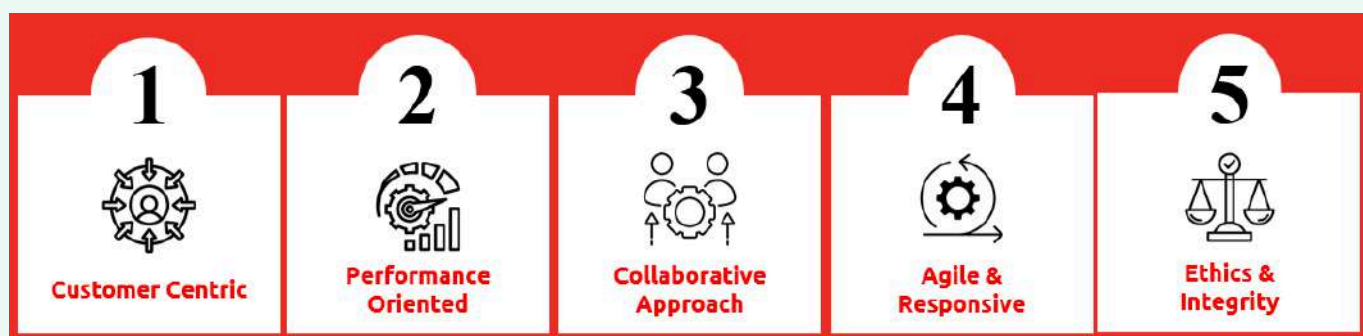 1
Customer Centric
2
Performance
Oriented
3
Collaborative
Approach
4
Agile &
Responsive
5
Ethics &
Integrity